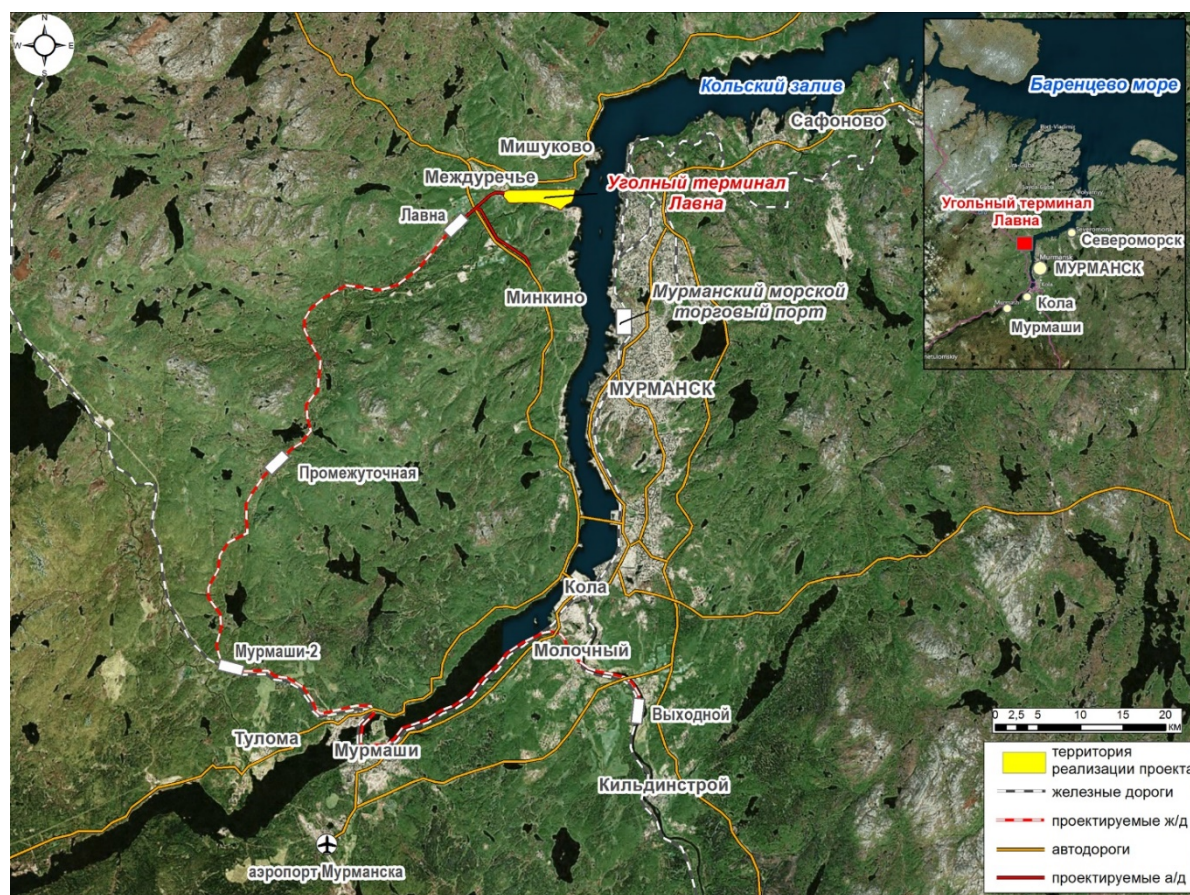 N
W
E
S
Кольский залив
Сафоново
Мишуково
Междуречье
Уголный терминал
Лавна
Лавна
Минкино
Мурманский морской
торговый порт
МУРМАНСК
Промежуточная
Кола
Мурмаши-2
Молочный
Выходной
Тулома
Мурмаши
Кильдинстрой
аэропорт Мурманска
Баренцево море
Угольный терминал
Лавна
Североморск
Murmansk
МУРМАНСК
Кола
Мурмаши
0 2,5 5 10 15 20
КМ
территория
реализации проекта
железные дороги
проектируемые ж/д
автодороги
проектируемые а/д